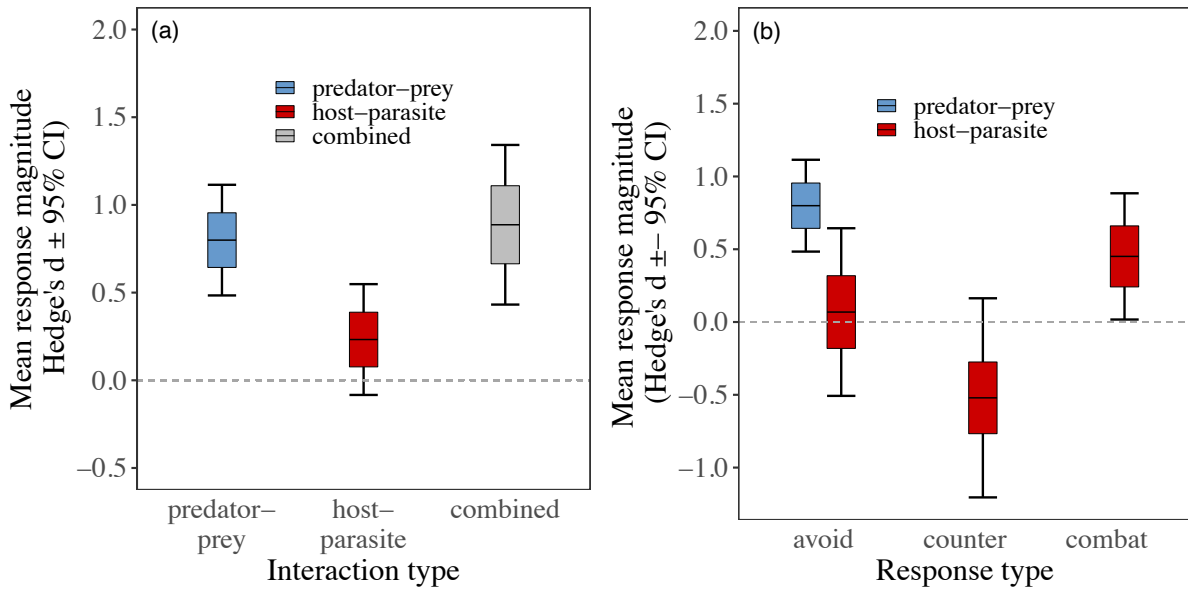 (a)
2.0
1.5
1.0
0.5
0.0
–0.5
Mean response magnitude
Hedge's d ± 95% CI
predator–prey
host–parasite
combined
predator–
prey
host–
parasite
combined
Interaction type
(b)
2.0
1.5
1.0
0.5
0.0
–0.5
–1.0
Mean response magnitude
(Hedge's d ±– 95% CI)
predator–prey
host–parasite
avoid
counter
combat
Response type